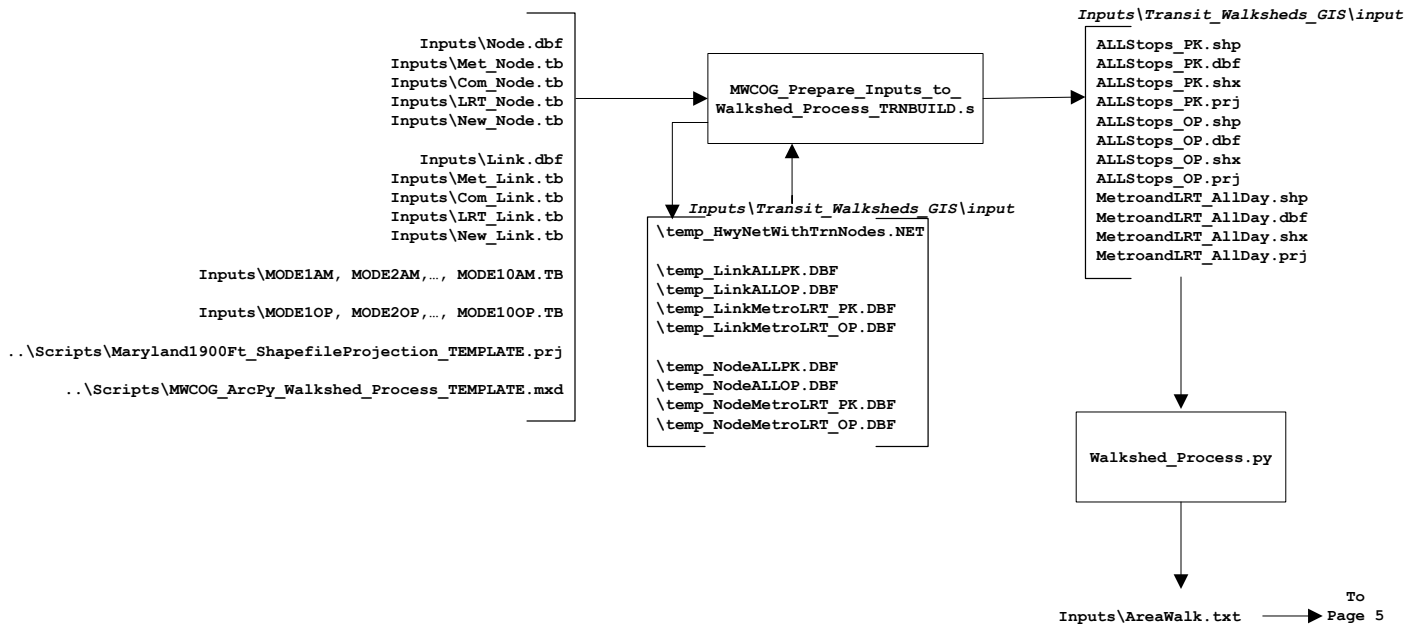 Inputs\Node.dbf
Inputs\Met_Node.tb
Inputs\Com_Node.tb
Inputs\LRT_Node.tb
Inputs\New_Node.tb
Inputs\Link.dbf
Inputs\Met_Link.tb
Inputs\Com_Link.tb
Inputs\LRT_Link.tb
Inputs\New_Link.tb
Inputs\MODE1AM, MODE2AM,…, MODE10AM.TB
Inputs\MODE1OP, MODE2OP,…, MODE10OP.TB
..\Scripts\Maryland1900Ft_ShapefileProjection_TEMPLATE.prj
..\Scripts\MWCOG_ArcPy_Walkshed_Process_TEMPLATE.mxd
MWCOG_Prepare_Inputs_to_
Walkshed_Process_TRNBUILD.s
Inputs\Transit_Walksheds_GIS\input
\temp_HwyNetWithTrnNodes.NET
\temp_LinkALLPK.DBF
\temp_LinkALLOP.DBF
\temp_LinkMetroLRT_PK.DBF
\temp_LinkMetroLRT_OP.DBF
\temp_NodeALLPK.DBF
\temp_NodeALLOP.DBF
\temp_NodeMetroLRT_PK.DBF
\temp_NodeMetroLRT_OP.DBF
Inputs\Transit_Walksheds_GIS\input
ALLStops_PK.shp
ALLStops_PK.dbf
ALLStops_PK.shx
ALLStops_PK.prj
ALLStops_OP.shp
ALLStops_OP.dbf
ALLStops_OP.shx
ALLStops_OP.prj
MetroandLRT_AllDay.shp
MetroandLRT_AllDay.dbf
MetroandLRT_AllDay.shx
MetroandLRT_AllDay.prj
Walkshed_Process.py
Inputs\AreaWalk.txt
To
Page 5